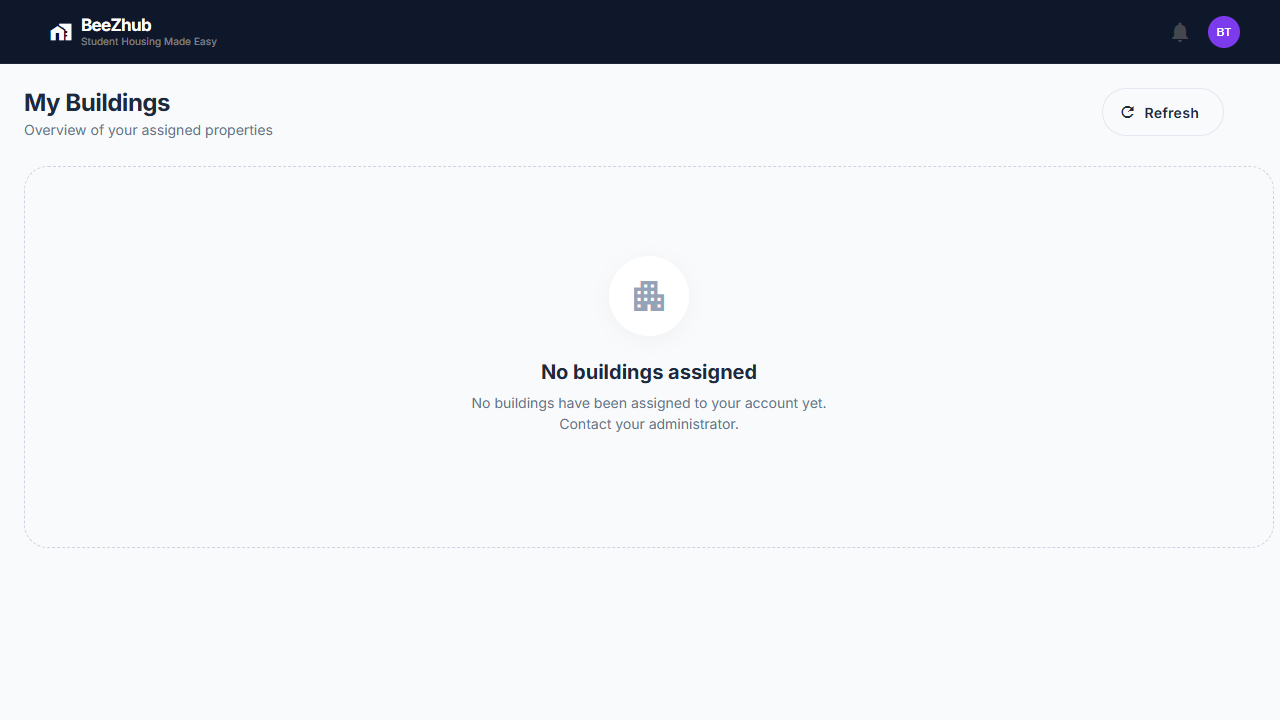 BeeZhub
Student Housing Made Easy
BT
My Buildings
Overview of your assigned properties
Refresh
No buildings assigned
No buildings have been assigned to your account yet.
Contact your administrator.